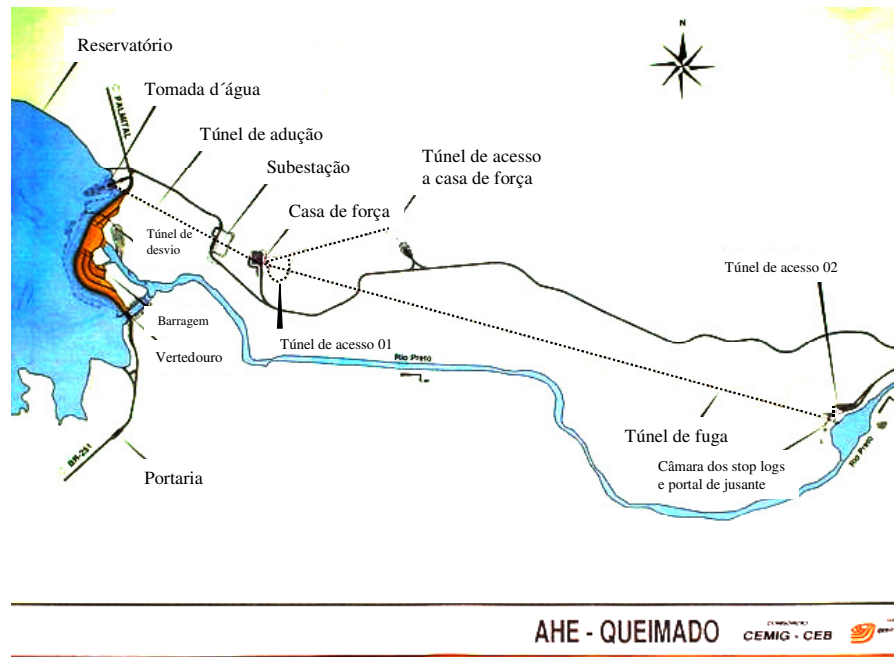 N
Reservatório
Tomada d´água
PALMITAL
Túnel de adução
Subestação
Túnel de acesso
a casa de força
Casa de força
Túnel de
desvio
Túnel de acesso 02
Barragem
Túnel de acesso 01
Vertedouro
Rio Preto
Túnel de fuga
BR-251
Portaria
Câmara dos stop logs
e portal de jusante
Rio Preto
AHE - QUEIMADO
CEMIG - CEB